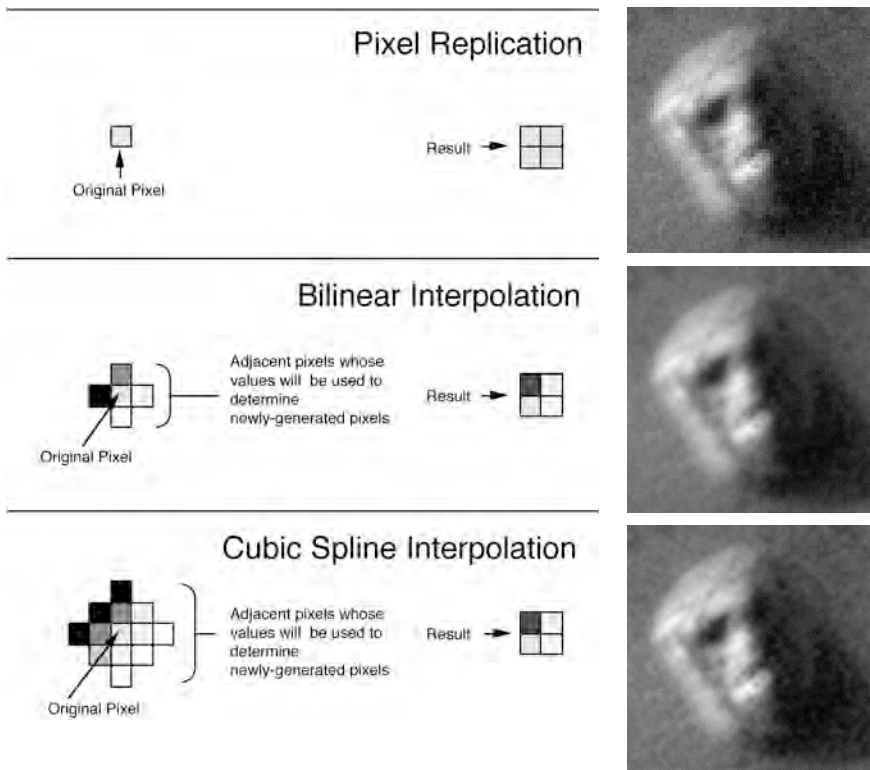 Pixel Replication
Result
Original Pixel
Bilinear Interpolation
Adjacent pixels whose
values will be used to
determine
newly-generated pixels
Result
Original Pixel
Cubic Spline Interpolation
Adjacent pixels whose
values will be used to
determine
newly-generated pixels
Result
Original Pixel